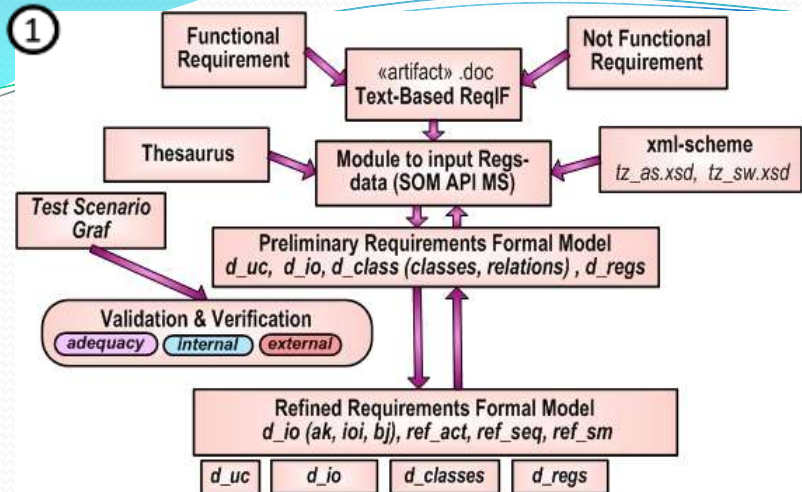 1
Functional
Requirement
«artifact» .doc
Text-Based ReqIF
Not Functional
Requirement
Thesaurus
Module to input Regs-
data (SOM API MS)
xml-scheme
tz_as.xsd, tz_sw.xsd
Test Scenario
Graf
Preliminary Requirements Formal Model
d_uc, d_io, d_class (classes, relations) , d_regs
Validation & Verification
adequacy internal external
Refined Requirements Formal Model
d_io (ak, ioi, bj), ref_act, ref_seq, ref_sm
d_uc d_io d_classes d_regs